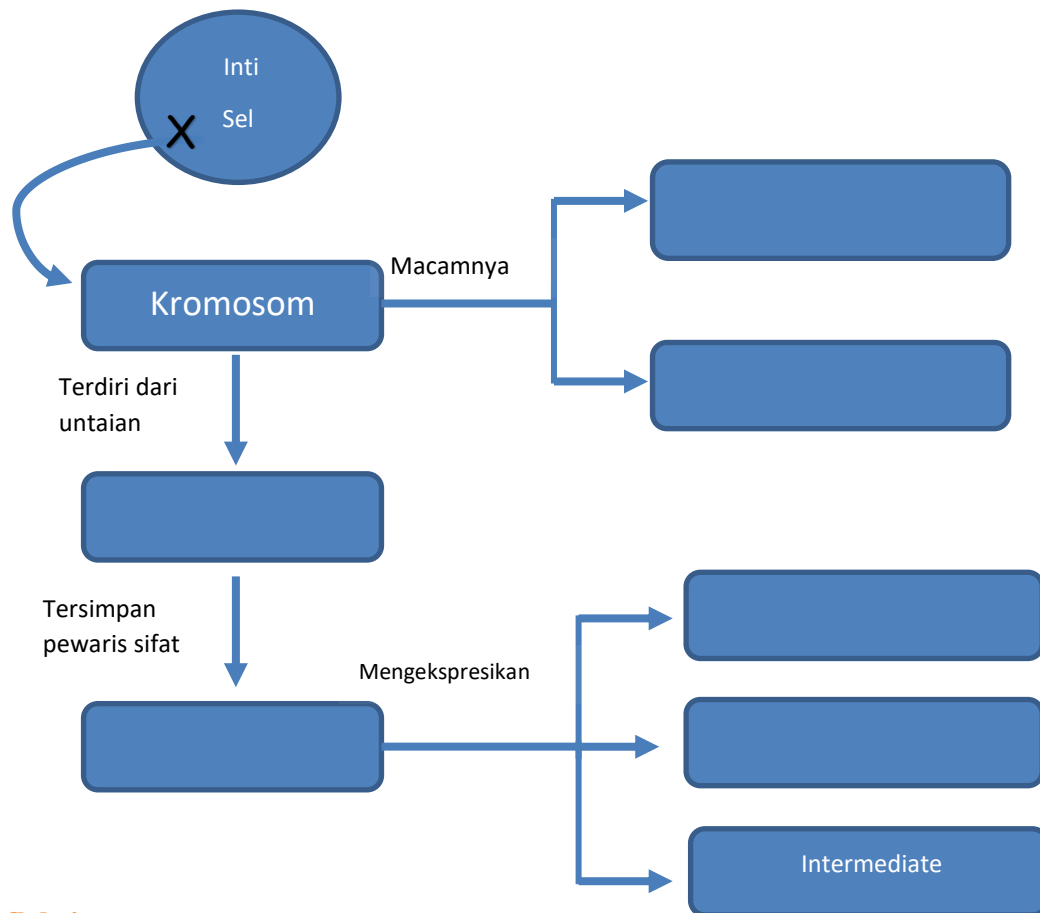 Inti
Sel
Macamnya
Kromosom
Terdiri dari
untaian
Tersimpan
pewaris sifat
Mengekspresikan
Intermediate